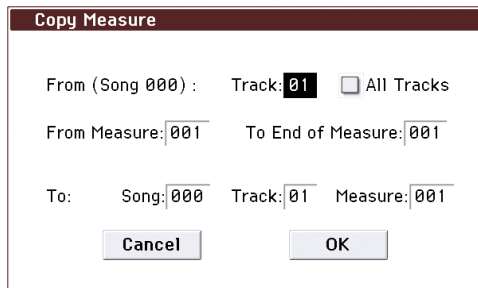 Copy Measure
From (Song 000) : Track: 01 All Tracks
From Measure: 001 To End of Measure: 001
To: Song: 000 Track: 01 Measure: 001
Cancel OK